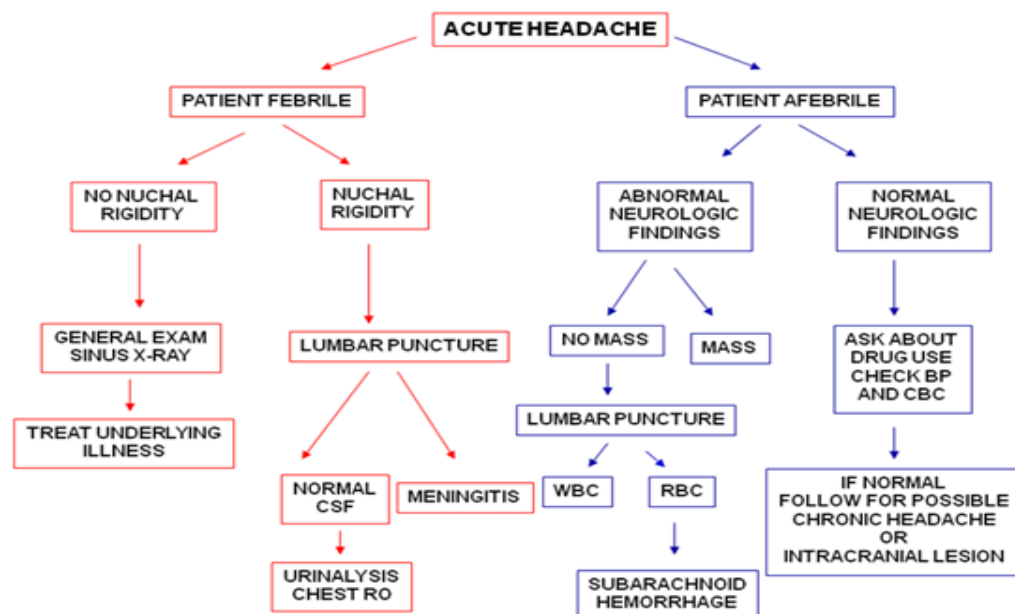 ACUTE HEADACHE
PATIENT FEBRILE
PATIENT AFEBRILE
NO NUCHAL
RIGIDITY
NUCHAL
RIGIDITY
ABNORMAL
NEUROLOGIC
FINDINGS
NORMAL
NEUROLOGIC
FINDINGS
GENERAL EXAM
SINUS X-RAY
LUMBAR PUNCTURE
NO MASS
MASS
ASK ABOUT
DRUG USE
CHECK BP
AND CBC
TREAT UNDERLYING
ILLNESS
LUMBAR PUNCTURE
NORMAL
CSF
MENINGITIS
WBC
RBC
IF NORMAL
FOLLOW FOR POSSIBLE
CHRONIC HEADACHE
OR
INTRACRANIAL LESION
URINALYSIS
CHEST RO
SUBARACHNOID
HEMORRHAGE